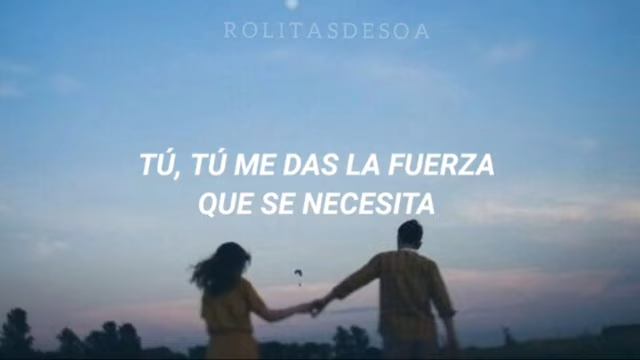 ROLITASDESOA
TÚ, TÚ ME DAS LA FUERZA
QUE SE NECESITA